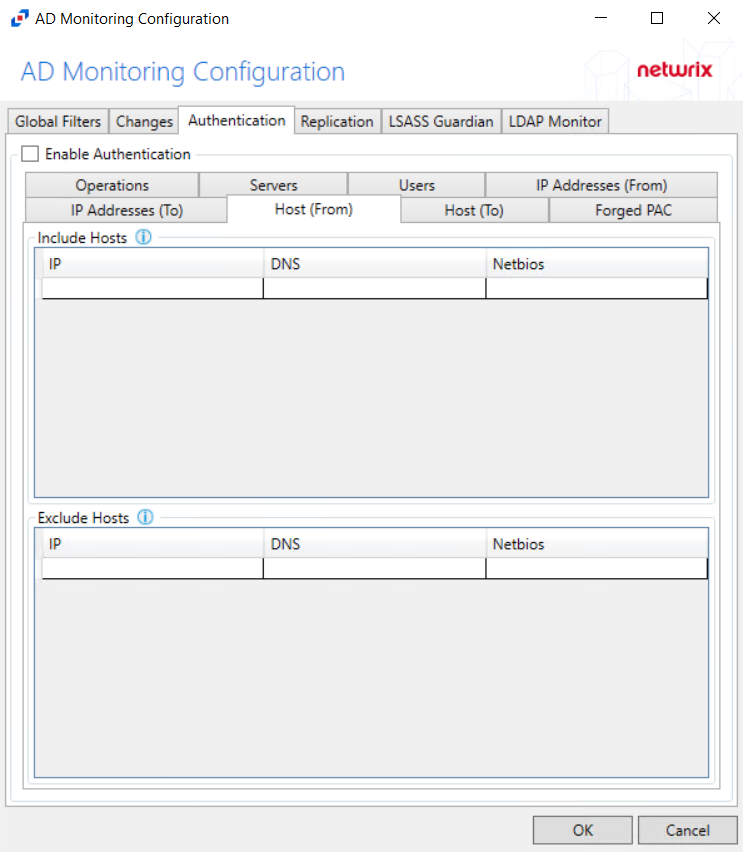 AD Monitoring Configuration
AD Monitoring Configuration
netwrix
Global Filters Changes Authentication Replication LSASS Guardian LDAP Monitor
Enable Authentication
Operations Servers Users IP Addresses (From)
IP Addresses (To) Host (From) Host (To) Forged PAC
Include Hosts
IP DNS Netbios
Exclude Hosts
IP DNS Netbios
OK Cancel